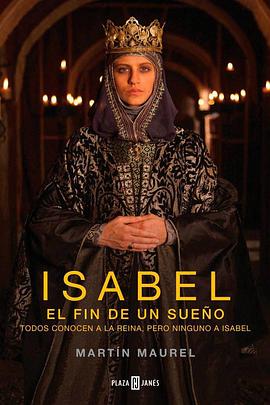 ISABEL
EL FIN DE UN SUEÑO
TODOS CONOCEN A LA REINA, PERO NINGUNO A ISABEL
MARTÍN MAUREL
PLAZA JANÉS